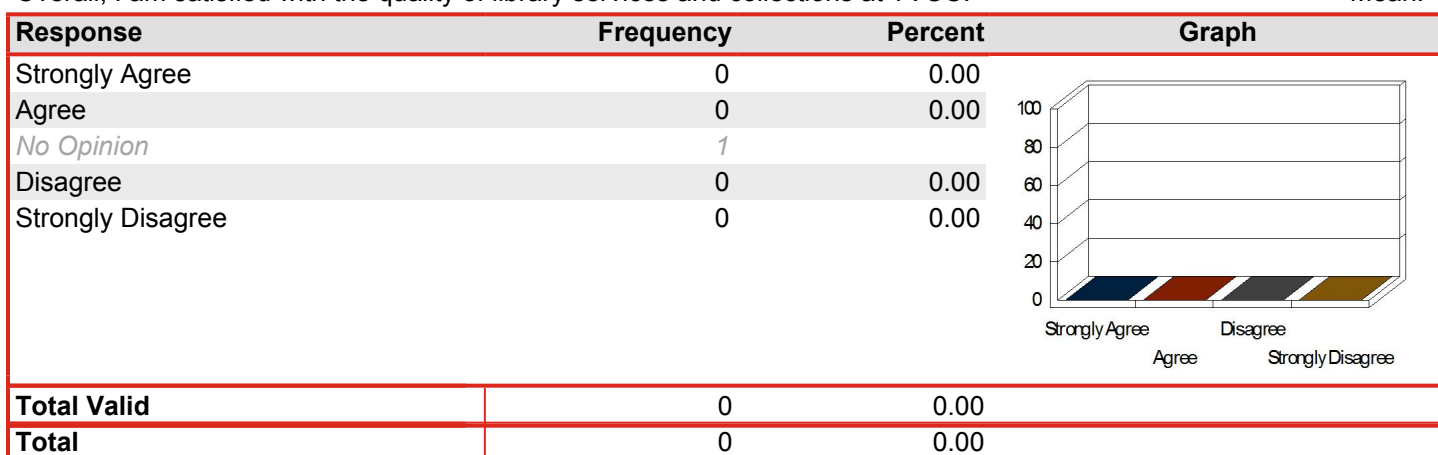 Response Frequency Percent Graph
Strongly Agree 0 0.00
Agree 0 0.00
No Opinion 1
Disagree 0 0.00
Strongly Disagree 0 0.00
100
80
60
40
20
0
Strongly Agree Disagree
Agree Strongly Disagree
Total Valid 0 0.00
Total 0 0.00